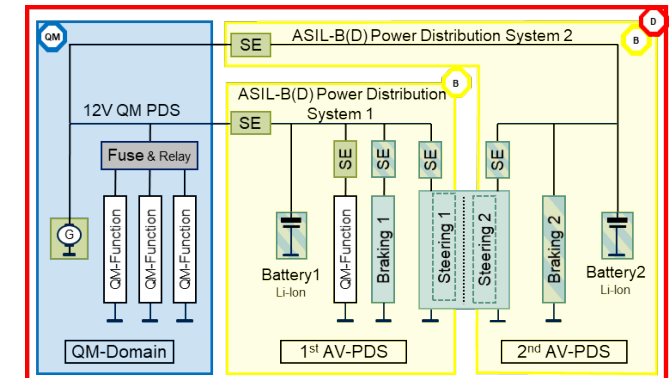 D
QM
ASIL-B(D) Power Distribution System 2
B
SE
ASIL-B(D) Power Distribution
System 1
B
12V QM PDS
SE
Fuse & Relay
SE
SE
SE
SE
G
QM-Function
QM-Function
QM-Function
Battery1
Li-Ion
QM-Function
Braking 1
Steering 1
Steering 2
Braking 2
Battery2
Li-Ion
QM-Domain
1st AV-PDS
2nd AV-PDS